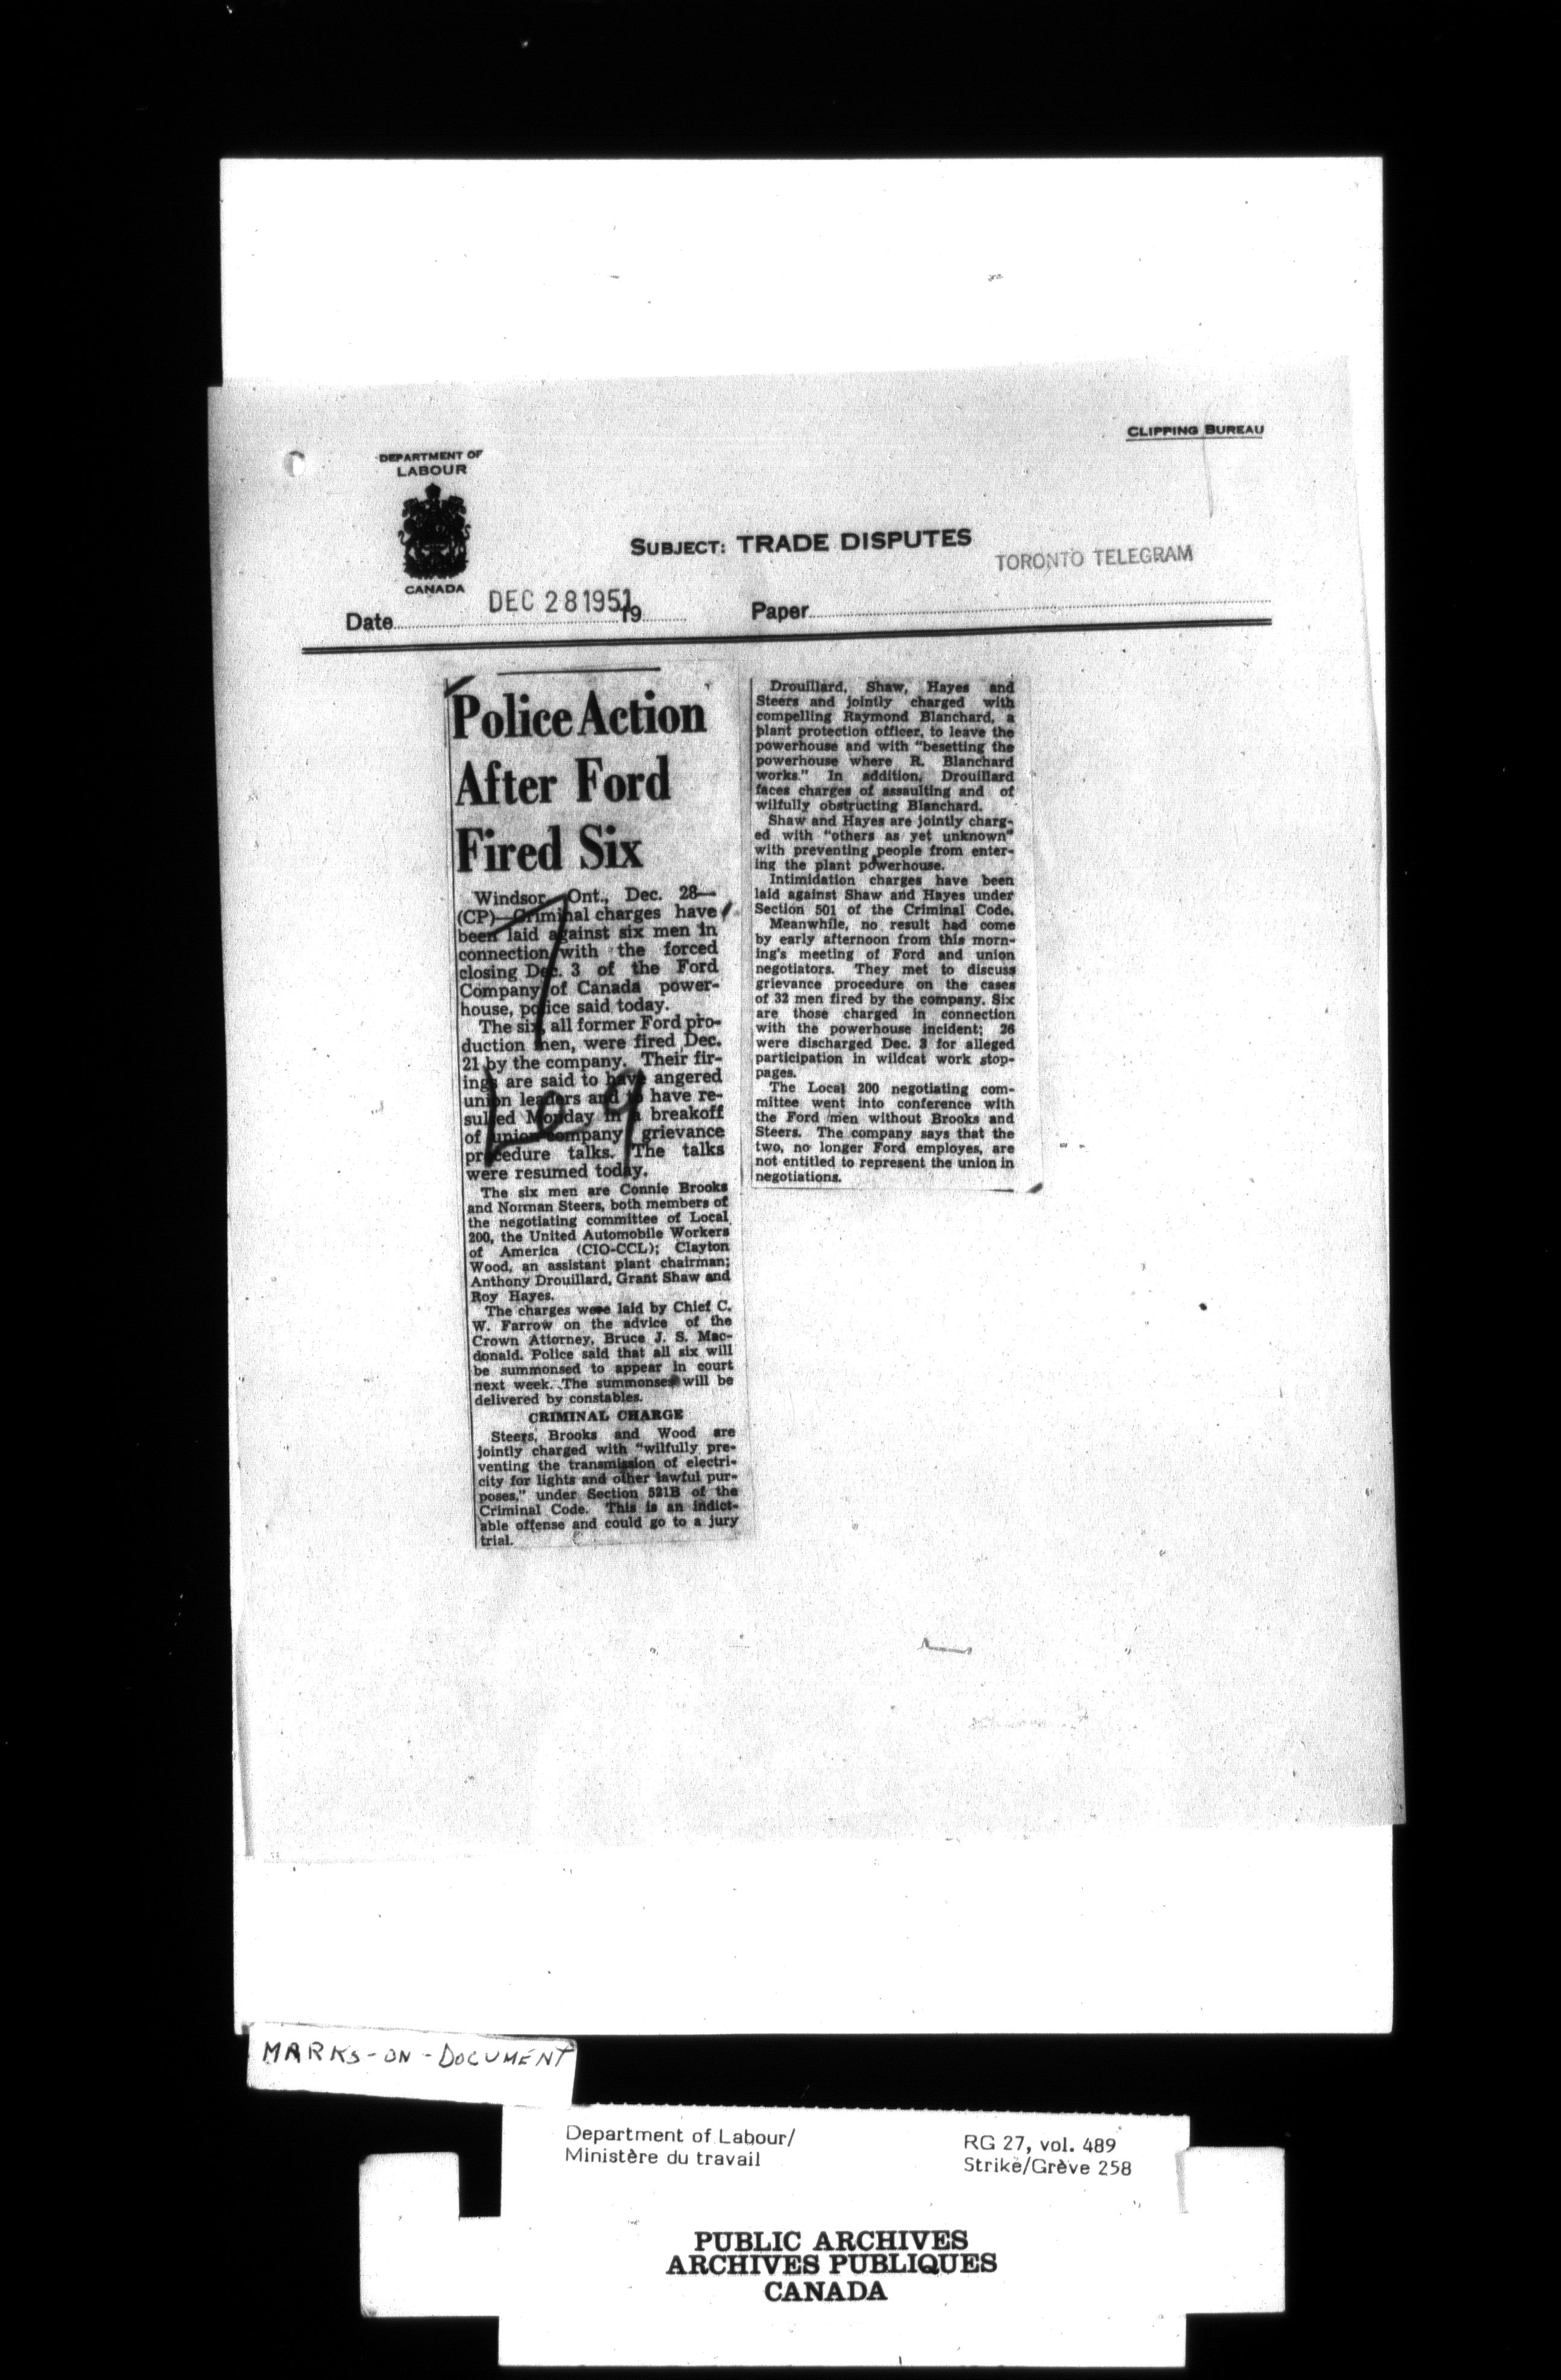 CLIPPING BUREAU
DEPARTMENT OF
LABOUR
CANADA
SUBJECT: TRADE DISPUTES
TORONTO TELEGRAM
Date DEC 28 1951 19
Paper
Police Action
After Ford
Fired Six
Windsor, Ont., Dec. 28—
(CP)—Criminal charges have
been laid against six men in
connection with the forced
closing Dec. 3 of the Ford
Company of Canada power-
house, police said today.
The six, all former Ford pro-
duction men, were fired Dec.
21 by the company. Their fir-
ings are said to have angered
union leaders and to have re-
sulted Monday in a breakoff
of union-company grievance
procedure talks. The talks
were resumed today.
The six men are Connie Brooks
and Norman Steers, both members of
the negotiating committee of Local
200, the United Automobile Workers
of America (CIO-CCL); Clayton
Wood, an assistant plant chairman;
Anthony Drouillard, Grant Shaw and
Roy Hayes.
The charges were laid by Chief C.
W. Farrow on the advice of the
Crown Attorney, Bruce J. S. Mac-
donald. Police said that all six will
be summonsed to appear in court
next week. The summonses will be
delivered by constables.
CRIMINAL CHARGE
Steers, Brooks and Wood are
jointly charged with "wilfully pre-
venting the transmission of electri-
city for lights and other lawful pur-
poses," under Section 521B of the
Criminal Code. This is an indict-
able offense and could go to a jury
trial.
Drouillard, Shaw, Hayes and
Steers and jointly charged with
compelling Raymond Blanchard, a
plant protection officer, to leave the
powerhouse and with "besetting the
powerhouse where R. Blanchard
works." In addition, Drouillard
faces charges of assaulting and of
wilfully obstructing Blanchard.
Shaw and Hayes are jointly charg-
ed with "others as yet unknown"
with preventing people from enter-
ing the plant powerhouse.
Intimidation charges have been
laid against Shaw and Hayes under
Section 501 of the Criminal Code.
Meanwhile, no result had come
by early afternoon from this morn-
ing's meeting of Ford and union
negotiators. They met to discuss
grievance procedure on the cases
of 32 men fired by the company. Six
are those charged in connection
with the powerhouse incident; 26
were discharged Dec. 3 for alleged
participation in wildcat work stop-
pages.
The Local 200 negotiating com-
mittee went into conference with
the Ford men without Brooks and
Steers. The company says that the
two, no longer Ford employes, are
not entitled to represent the union in
negotiations.
MARKS-ON-DOCUMENT
Department of Labour/
Ministère du travail
RG 27, vol. 489
Strike/Grève 258
PUBLIC ARCHIVES
ARCHIVES PUBLIQUES
CANADA